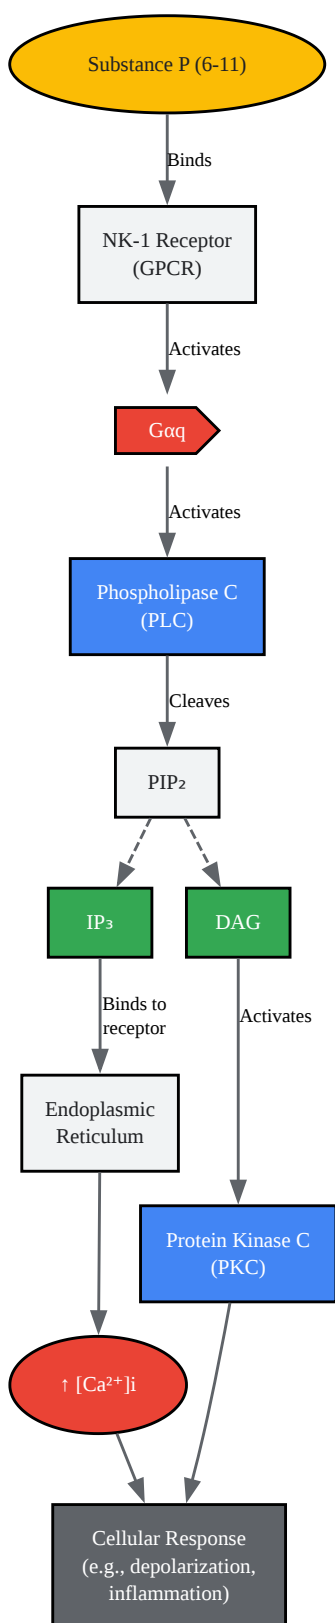 Substance P (6-11)
Binds
NK-1 Receptor
(GPCR)
Activates
Gαq
Activates
Phospholipase C
(PLC)
Cleaves
PIP₂
IP₃
DAG
Binds to
receptor
Activates
Endoplasmic
Reticulum
Protein Kinase C
(PKC)
↑ [Ca²⁺]i
Cellular Response
(e.g., depolarization,
inflammation)